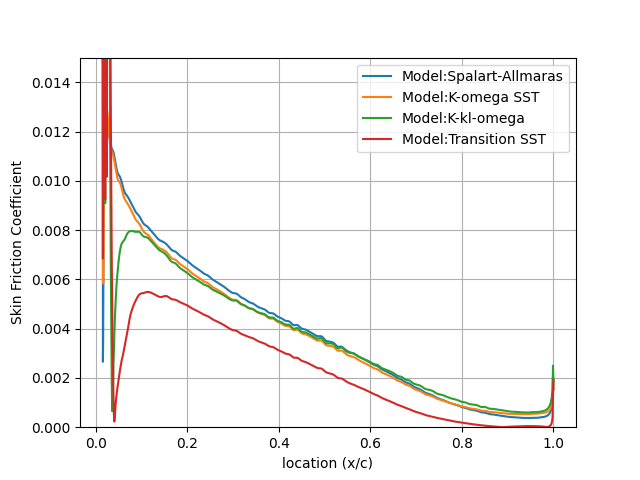 0.014
0.012
0.010
0.008
0.006
0.004
0.002
0.000
Skin Friction Coefficient
Model:Spalart-Allmaras
Model:K-omega SST
Model:K-kl-omega
Model:Transition SST
0.0 0.2 0.4 0.6 0.8 1.0
location (x/c)